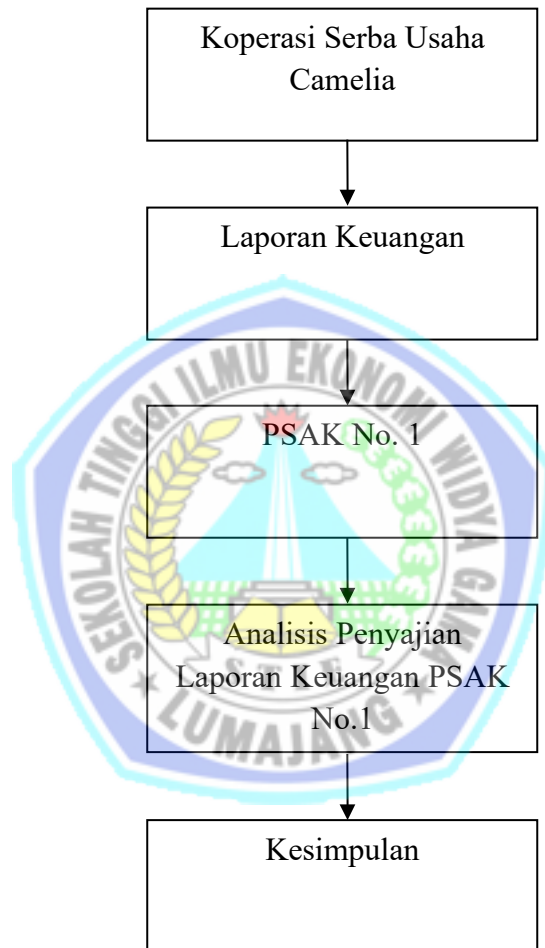 Koperasi Serba Usaha
Camelia
Laporan Keuangan
SEKOLAH TINGGI ILMU EKONOMI WIDYA GAMA
PSAK No. 1
Analisis Penyajian
Laporan Keuangan PSAK
No.1
S T I E
LUMAJANG
Kesimpulan